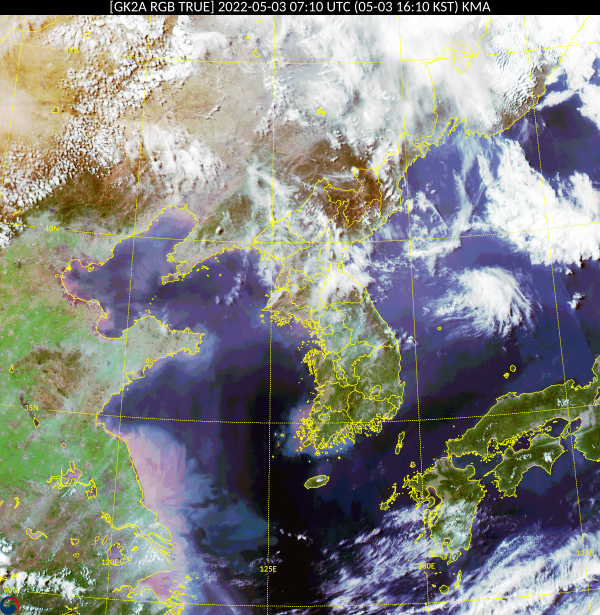 [GK2A RGB TRUE] 2022-05-03 07:10 UTC (05-03 16:10 KST) KMA
40N
35N
120E
125E
130E